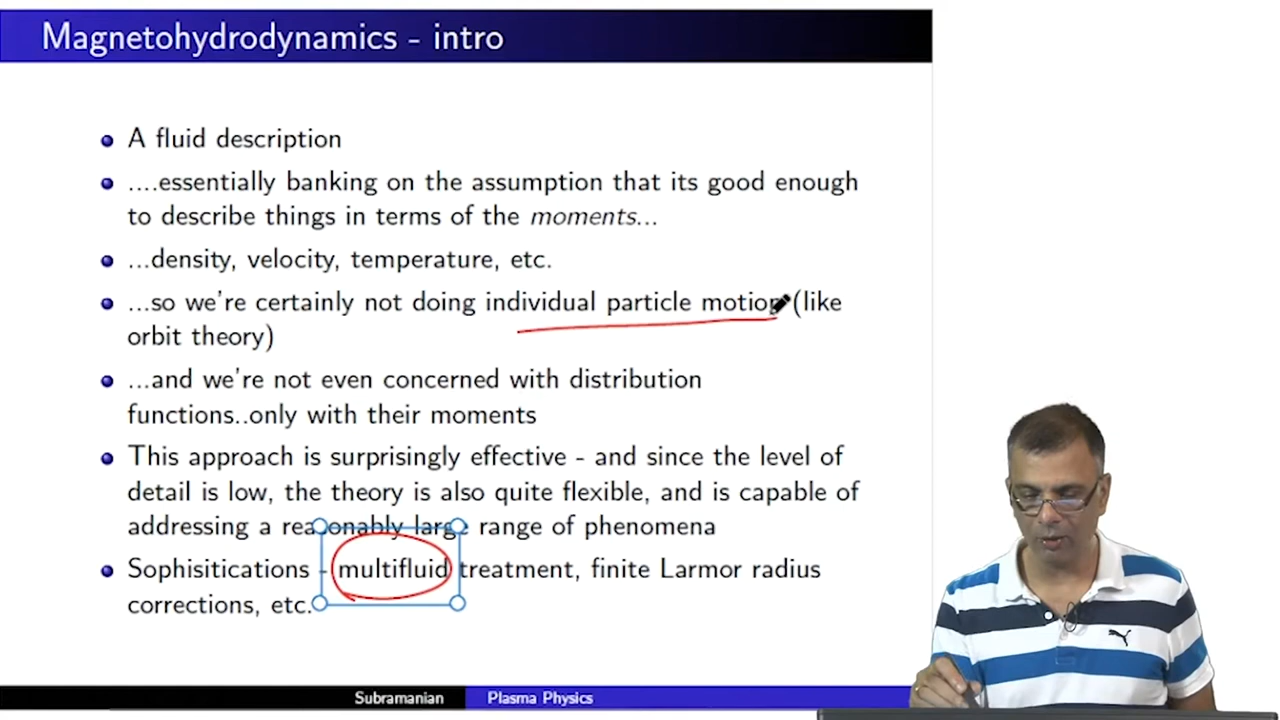 Magnetohydrodynamics - intro
A fluid description
....essentially banking on the assumption that its good enough
to describe things in terms of the moments...
...density, velocity, temperature, etc.
...so we're certainly not doing individual particle motion (like
orbit theory)
...and we're not even concerned with distribution
functions..only with their moments
This approach is surprisingly effective - and since the level of
detail is low, the theory is also quite flexible, and is capable of
addressing a reasonably large range of phenomena
Sophisitications - multifluid treatment, finite Larmor radius
corrections, etc.
Subramanian Plasma Physics